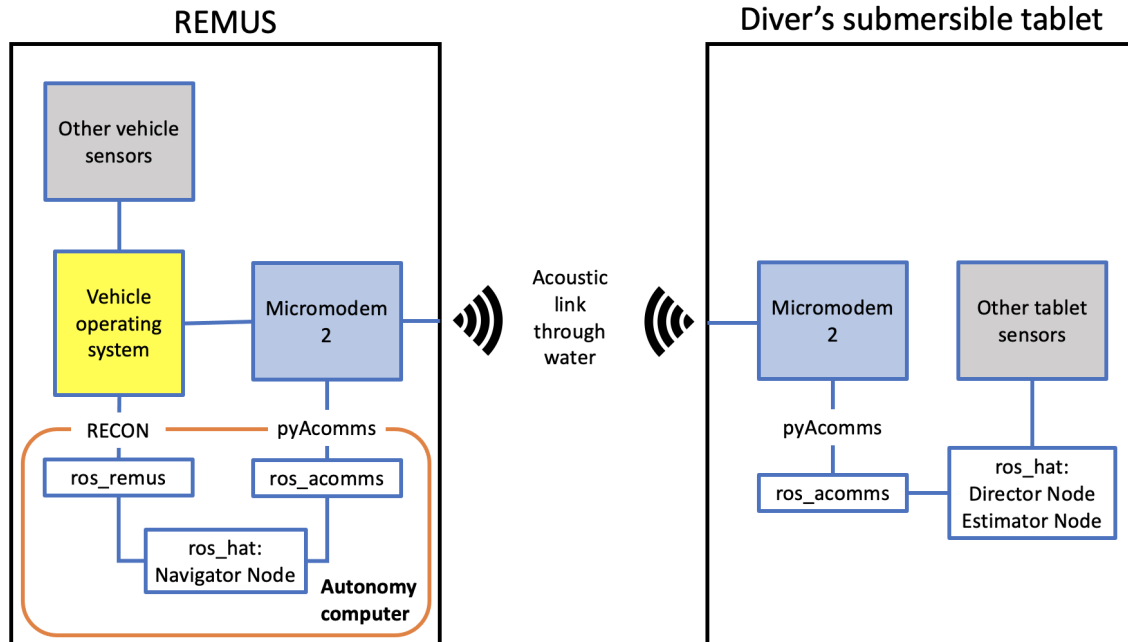 REMUS
Diver's submersible tablet
Other vehicle
sensors
Vehicle
operating
system
Micromodem
2
Acoustic
link
through
water
Micromodem
2
Other tablet
sensors
RECON
pyAcomms
pyAcomms
ros_remus
ros_acomms
ros_acomms
ros_hat:
Director Node
Estimator Node
ros_hat:
Navigator Node
Autonomy
computer